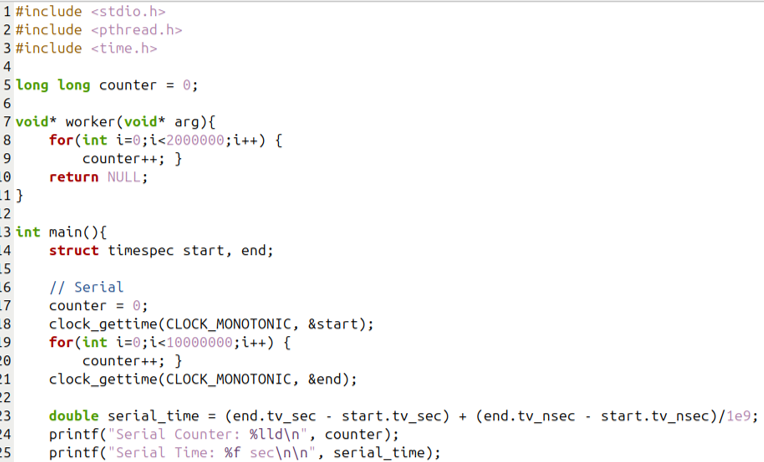 1 #include <stdio.h>
2 #include <pthread.h>
3 #include <time.h>
4
5 long long counter = 0;
6
7 void* worker(void* arg){
8     for(int i=0;i<2000000;i++) {
9         counter++; }
10     return NULL;
11 }
12
13 int main(){
14     struct timespec start, end;
15
16     // Serial
17     counter = 0;
18     clock_gettime(CLOCK_MONOTONIC, &start);
19     for(int i=0;i<10000000;i++) {
20         counter++; }
21     clock_gettime(CLOCK_MONOTONIC, &end);
22
23     double serial_time = (end.tv_sec - start.tv_sec) + (end.tv_nsec - start.tv_nsec)/1e9;
24     printf("Serial Counter: %lld\n", counter);
25     printf("Serial Time: %f sec\n\n", serial_time);